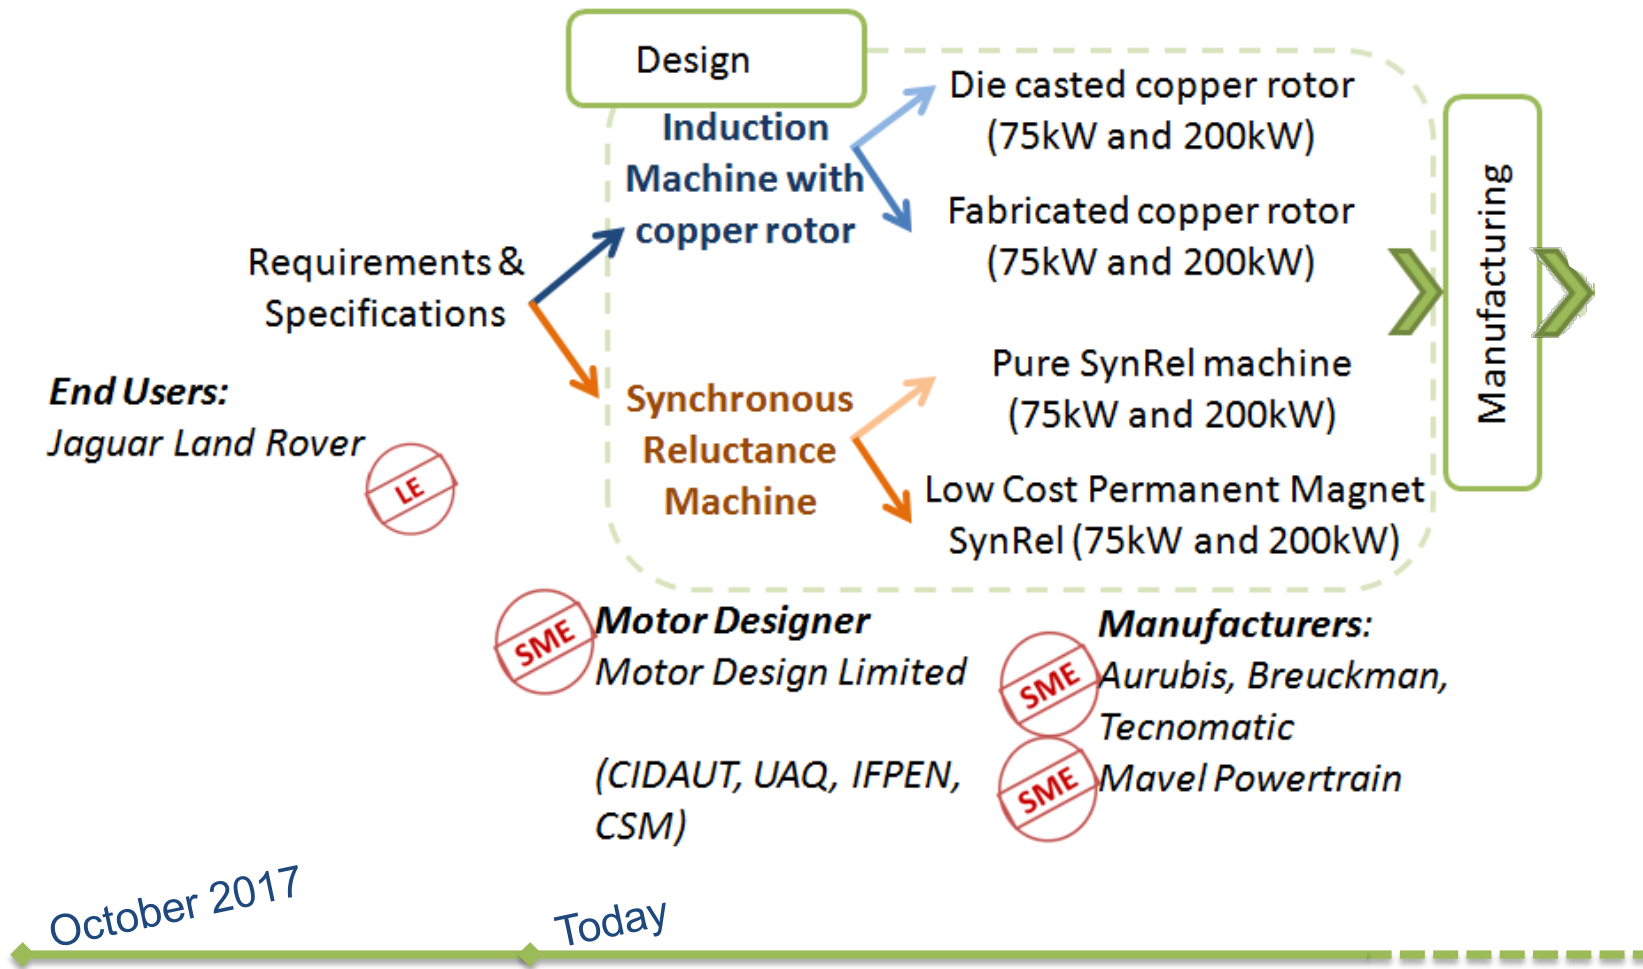 Design
Induction
Machine with
copper rotor
Die casted copper rotor
(75kW and 200kW)
Fabricated copper rotor
(75kW and 200kW)
Requirements &
Specifications
Synchronous
Reluctance
Machine
Pure SynRel machine
(75kW and 200kW)
Low Cost Permanent Magnet
SynRel (75kW and 200kW)
Manufacturing
End Users:
Jaguar Land Rover
LE
SME
Motor Designer
Motor Design Limited
(CIDAUT, UAQ, IFPEN,
CSM)
Manufacturers:
SME
Aurubis, Breuckman,
Tecnomatic
SME
Mavel Powertrain
October 2017
Today